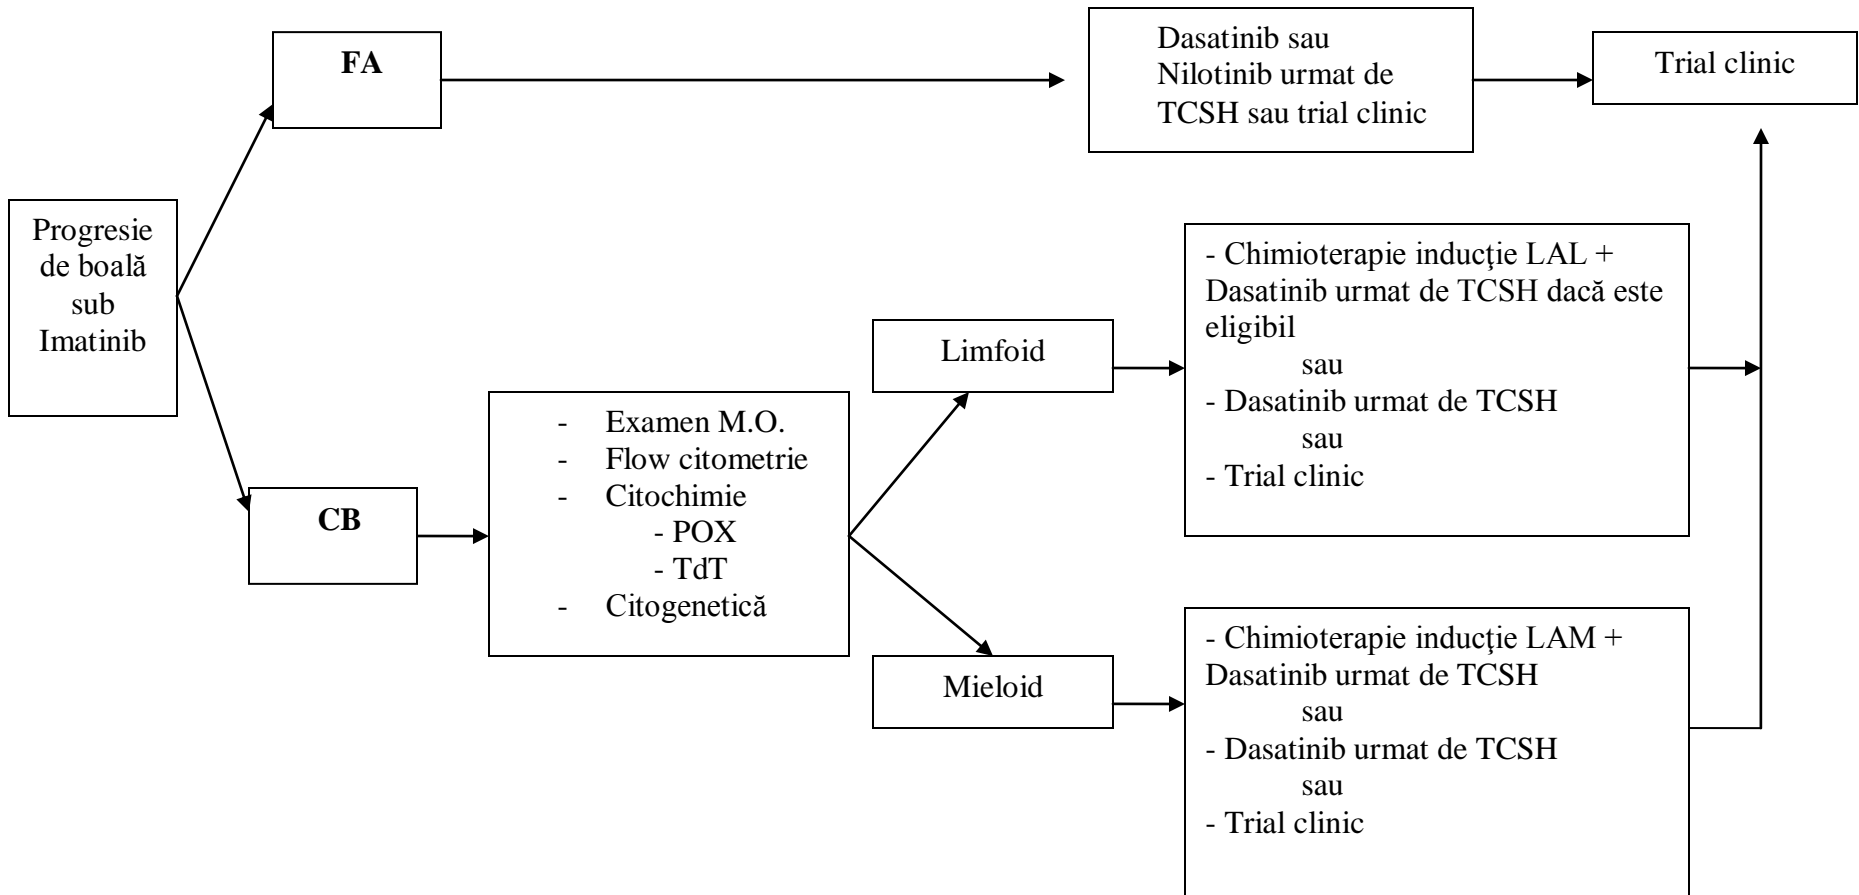 FA
Dasatinib sau
Nilotinib urmat de
TCSH sau trial clinic
Trial clinic
Progresie
de boală
sub
Imatinib
CB
- Examen M.O.
- Flow citometrie
- Citochimie
- POX
- TdT
- Citogenetică
Limfoid
- Chimioterapie inducţie LAL +
Dasatinib urmat de TCSH dacă este
eligibil
sau
- Dasatinib urmat de TCSH
sau
- Trial clinic
Mieloid
- Chimioterapie inducţie LAM +
Dasatinib urmat de TCSH
sau
- Dasatinib urmat de TCSH
sau
- Trial clinic